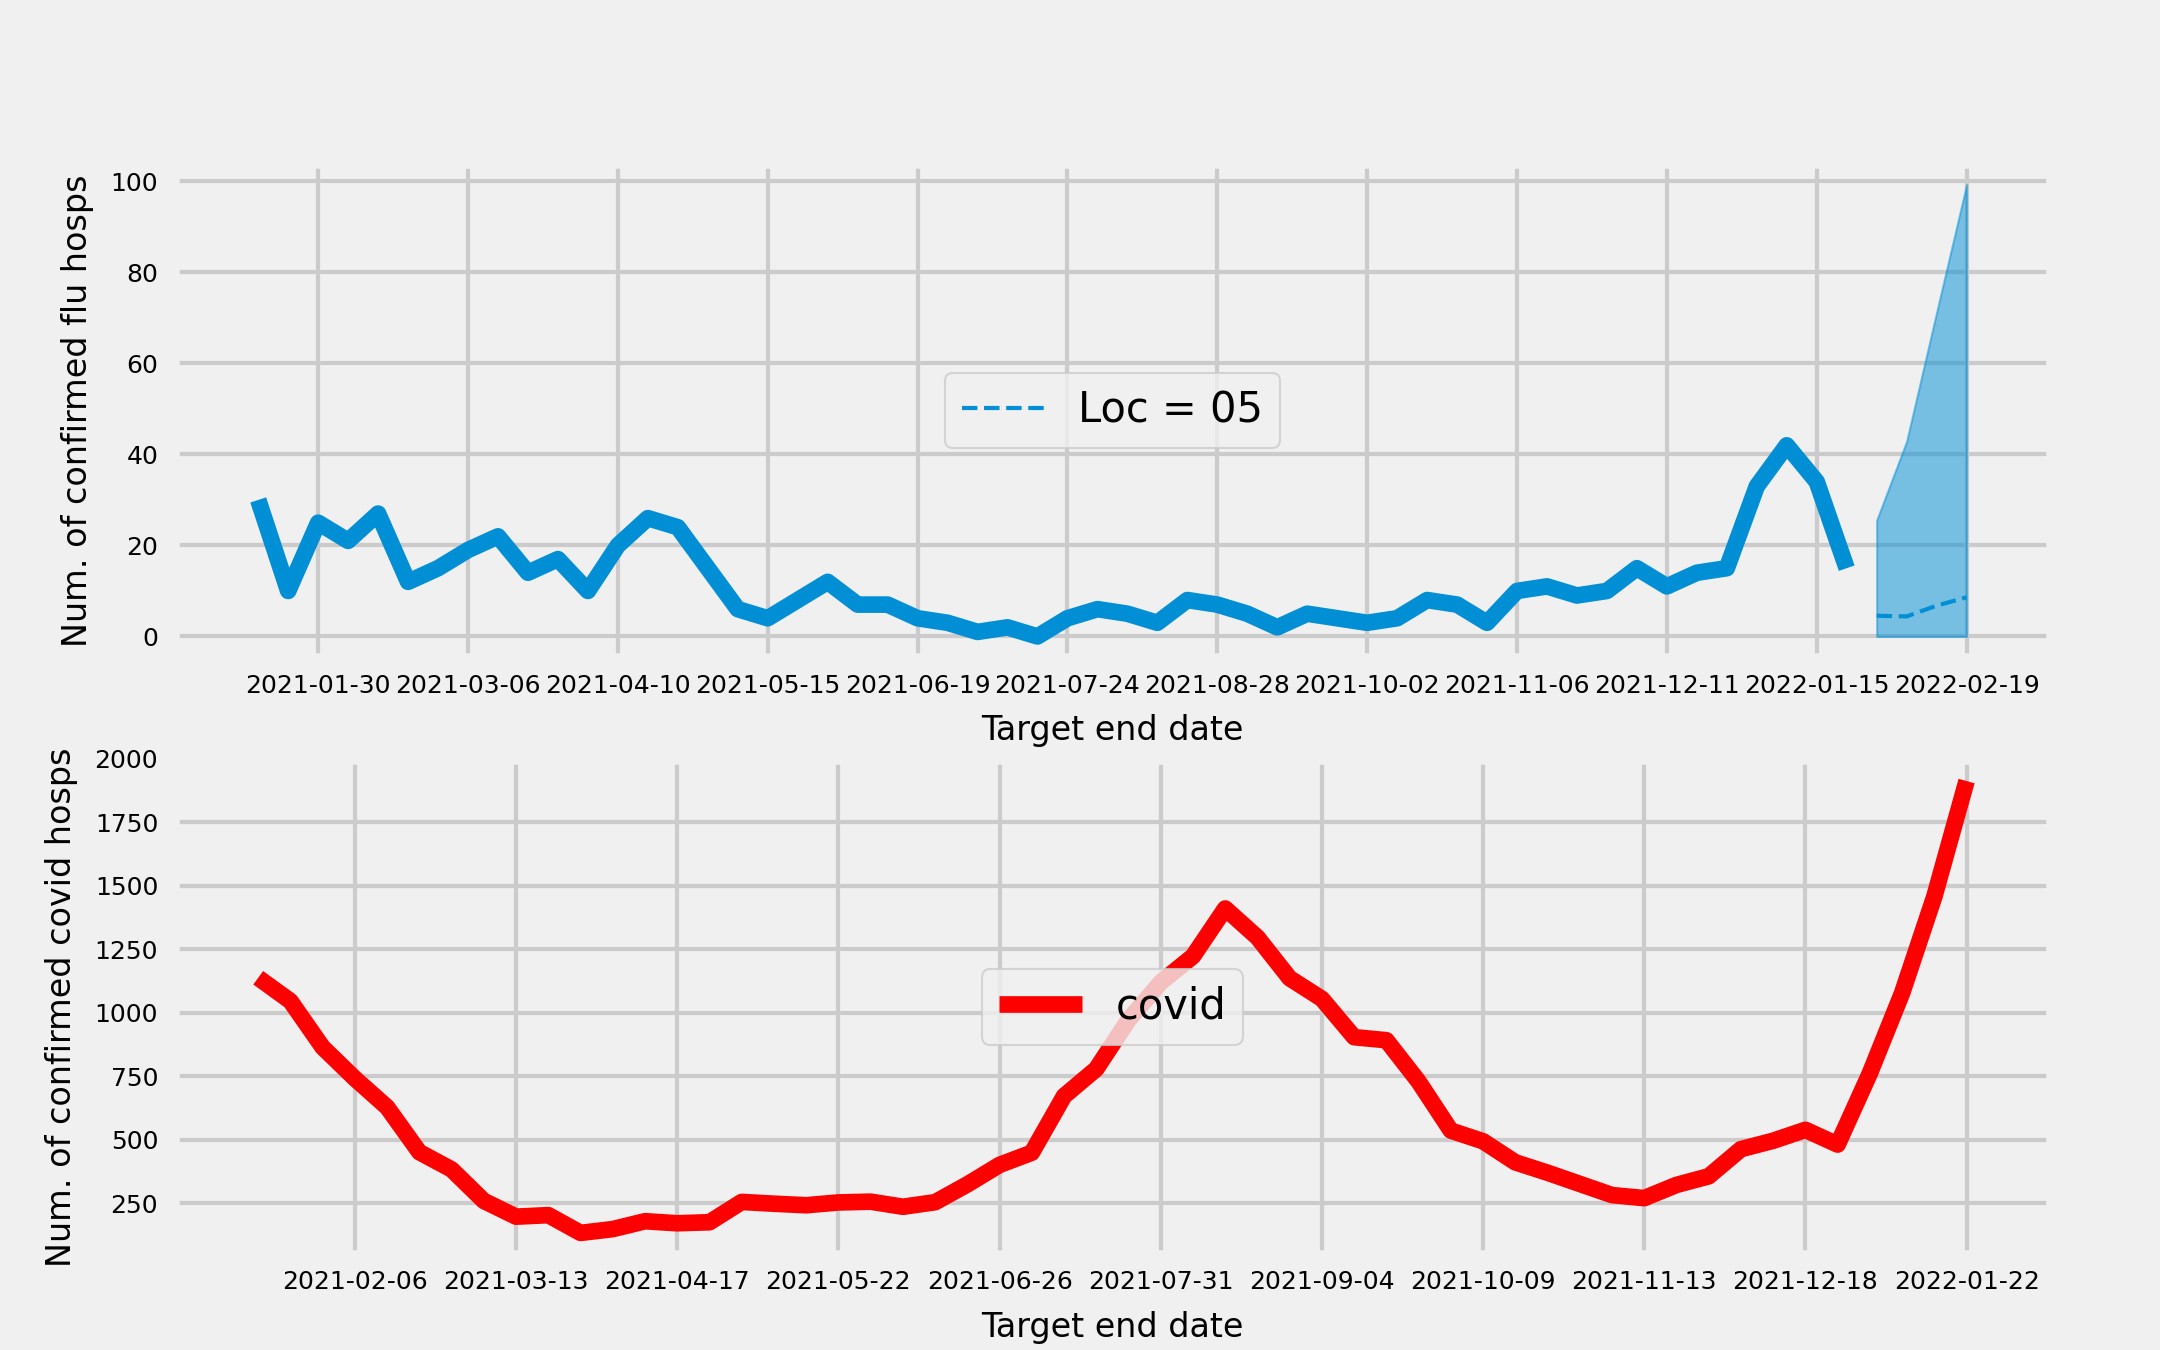 Num. of confirmed flu hosps
100
80
60
40
20
0
Loc = 05
2021-01-30 2021-03-06 2021-04-10 2021-05-15 2021-06-19 2021-07-24 2021-08-28 2021-10-02 2021-11-06 2021-12-11 2022-01-15 2022-02-19
Target end date
Num. of confirmed covid hosps
2000
1750
1500
1250
1000
750
500
250
covid
2021-02-06 2021-03-13 2021-04-17 2021-05-22 2021-06-26 2021-07-31 2021-09-04 2021-10-09 2021-11-13 2021-12-18 2022-01-22
Target end date